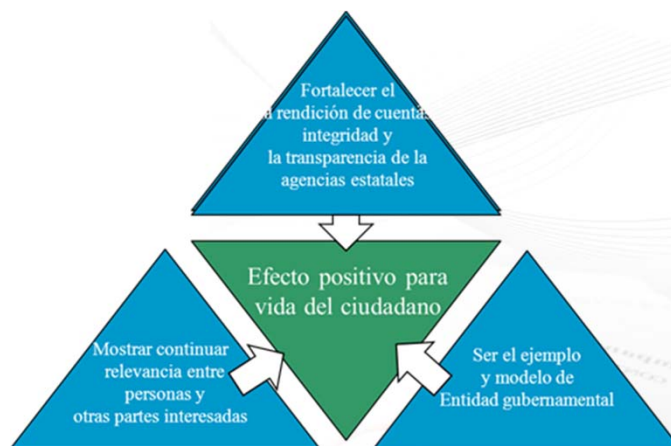 Fortalecer el
a rendición de cuentas
integridad y
la transparencia de la
agencias estatales
Efecto positivo para
vida del ciudadano
Mostrar continuar
relevancia entre
personas y
otras partes interesadas
Ser el ejemplo
y modelo de
Entidad gubernamental